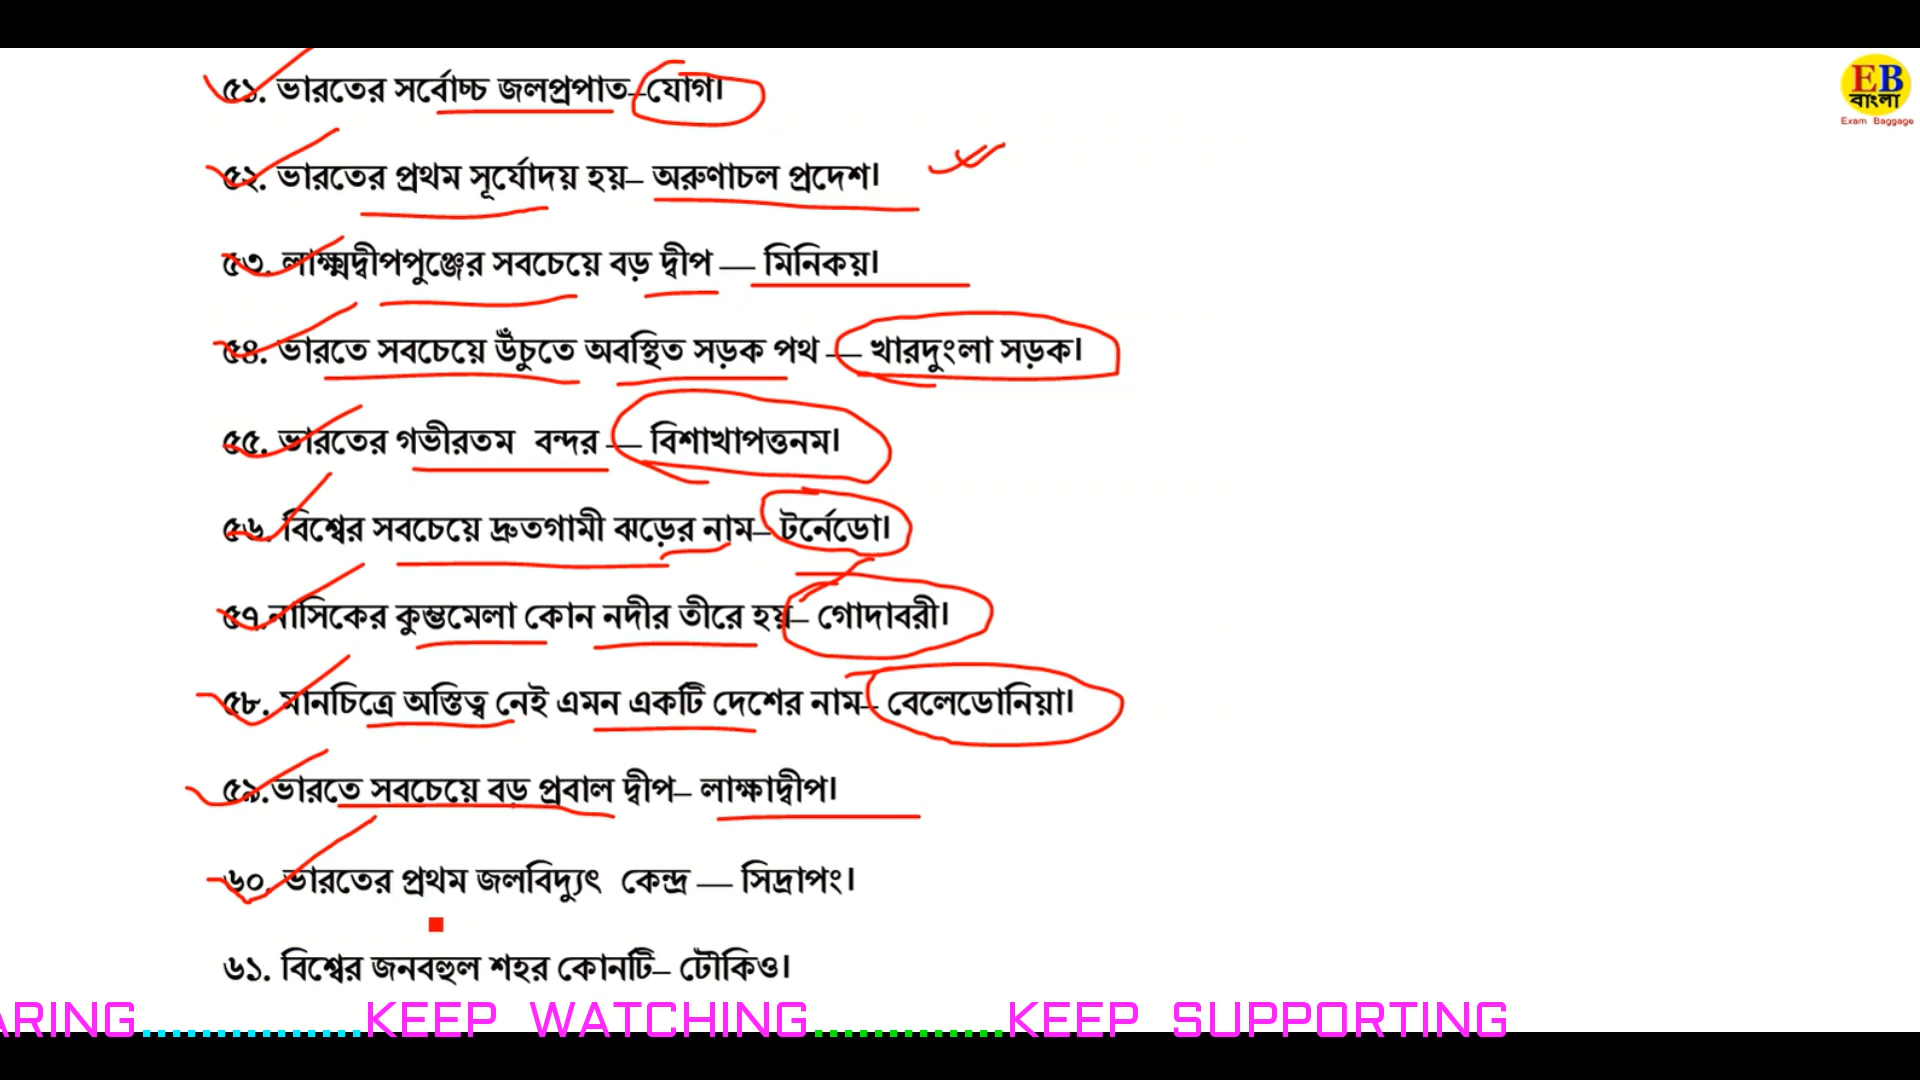 ৫১. ভারতের সর্বোচ্চ জলপ্রপাত–যোগ।
EB
বাংলা
Exam Baggage
৫২. ভারতের প্রথম সূর্যোদয় হয়– অরুণাচল প্রদেশ।
৫৩. লাক্ষ্মদ্বীপপুঞ্জের সবচেয়ে বড় দ্বীপ — মিনিকয়।
৫৪. ভারতে সবচেয়ে উঁচুতে অবস্থিত সড়ক পথ — খারদুংলা সড়ক।
৫৫. ভারতের গভীরতম বন্দর — বিশাখাপত্তনম।
৫৬. বিশ্বের সবচেয়ে দ্রুতগামী ঝড়ের নাম– টর্নেডো।
৫৭.নাসিকের কুম্ভমেলা কোন নদীর তীরে হয়– গোদাবরী।
৫৮. মানচিত্রে অস্তিত্ব নেই এমন একটি দেশের নাম– বেলেডোনিয়া।
৫৯.ভারতে সবচেয়ে বড় প্রবাল দ্বীপ– লাক্ষাদ্বীপ।
৬০. ভারতের প্রথম জলবিদ্যুৎ কেন্দ্র — সিদ্রাপং।
৬১. বিশ্বের জনবহুল শহর কোনটি– টৌকিও।
ARING...............KEEP WATCHING............KEEP SUPPORTING